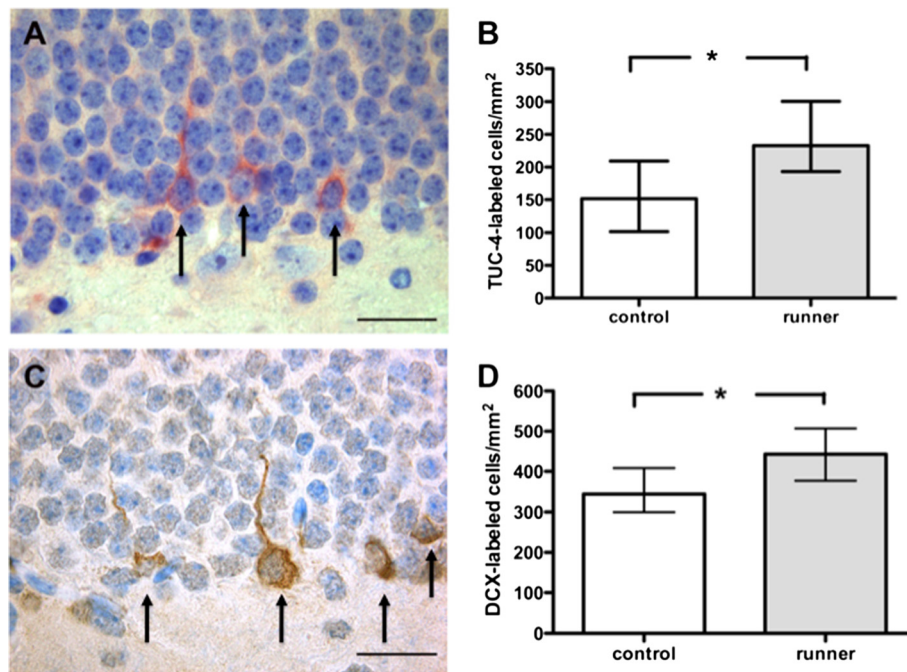 A
B
TUC-4-labeled cells/mm²
*
350
300
250
200
150
100
50
0
control runner
C
D
DCX-labeled cells/mm²
*
600
500
400
300
200
100
0
control runner